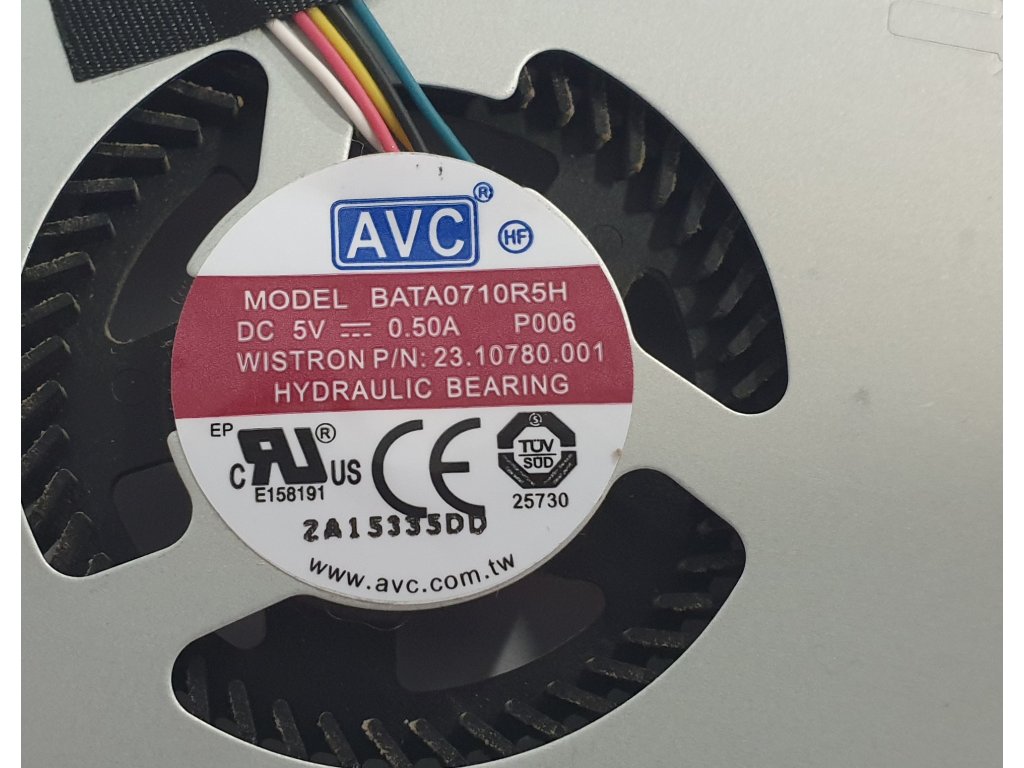 AVC ®
HF
MODEL BATA0710R5H
DC 5V ⎓ 0.50A P006
WISTRON P/N: 23.10780.001
HYDRAULIC BEARING
EP
C RU ® US
E158191
CE
S
TÜV
SÜD
25730
2A15335DD
www.avc.com.tw